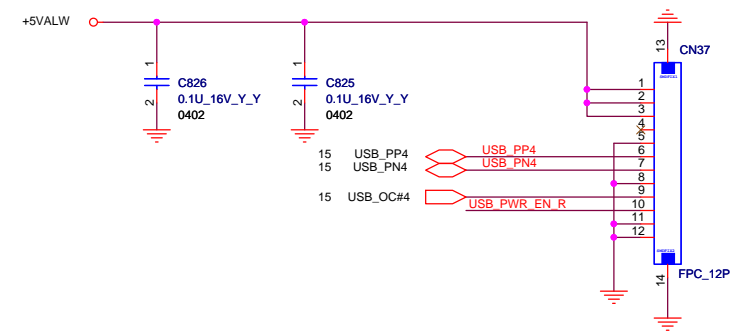 +5VALW
13
CN37
1
C826
0.1U_16V_Y_Y
2
0402
1
C825
0.1U_16V_Y_Y
2
0402
1
2
3
4
5
6
7
8
9
10
11
12
15 USB_PP4 USB_PP4
15 USB_PN4 USB_PN4
15 USB_OC#4
USB_PWR_EN_R
14
FPC_12P